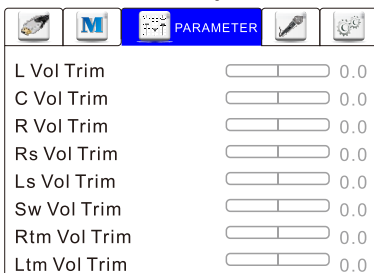 M PARAMETER
L Vol Trim 0.0
C Vol Trim 0.0
R Vol Trim 0.0
Rs Vol Trim 0.0
Ls Vol Trim 0.0
Sw Vol Trim 0.0
Rtm Vol Trim 0.0
Ltm Vol Trim 0.0